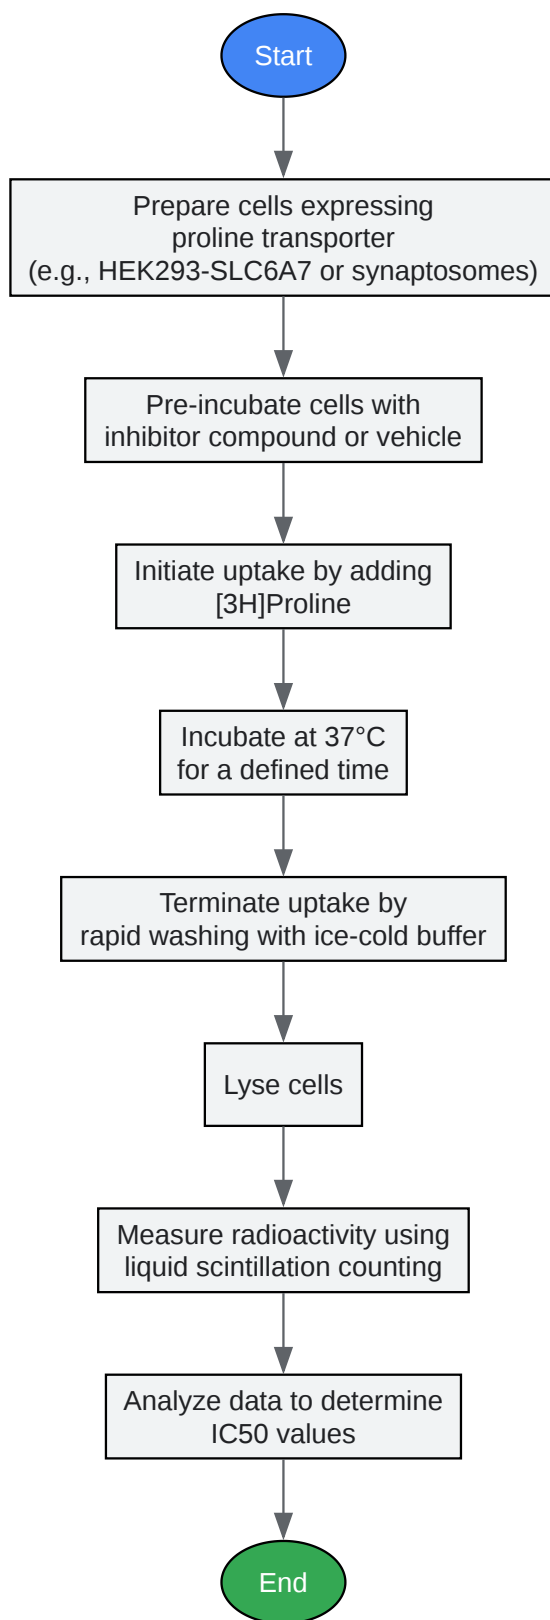 Start
Prepare cells expressing
proline transporter
(e.g., HEK293-SLC6A7 or synaptosomes)
Pre-incubate cells with
inhibitor compound or vehicle
Initiate uptake by adding
[3H]Proline
Incubate at 37°C
for a defined time
Terminate uptake by
rapid washing with ice-cold buffer
Lyse cells
Measure radioactivity using
liquid scintillation counting
Analyze data to determine
IC50 values
End